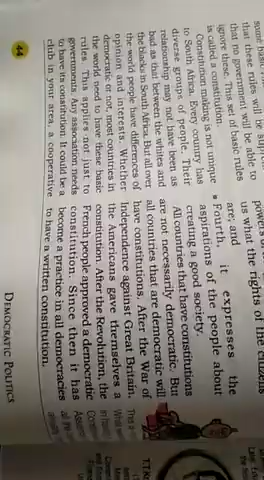 that these rules will be
that no government will be able to
ignore these. This set of basic rules
is called a constitution.
Constitution making is not unique
to South Africa. Every country has
diverse groups of people. Their
relationship may not have been as
bad as that between the whites and
the blacks in South Africa. But all over
the world people have differences of
opinion and interests. Whether
democratic or not, most countries in
the world need to have these basic
rules. This applies not just to
governments. Any association needs
to have its constitution. It could be a
club in your area, a cooperative
44
us what the rights of the citizens
are; and
Fourth, it expresses the
aspirations of the people about
creating a good society.
All countries that have constitutions
are not necessarily democratic. But
all countries that are democratic will
have constitutions. After the War of
Independence against Great Britain,
the Americans gave themselves a
constitution. After the Revolution, the
French people approved a democratic
constitution. Since then it has
become a practice in all democracies
to have a written constitution.
DEMOCRATIC POLITICS